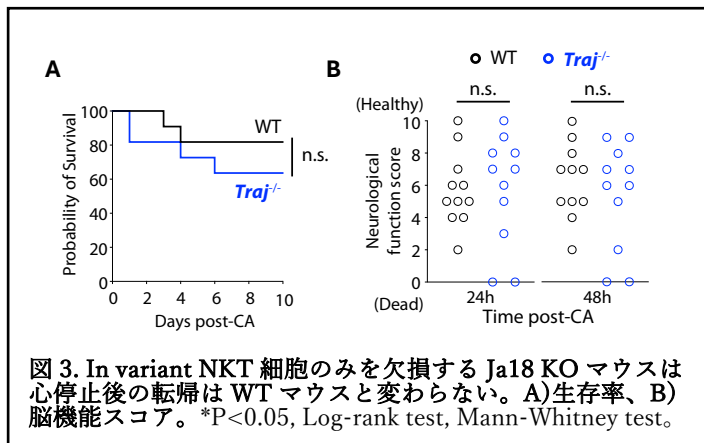 A
Probability of Survival
100
80
60
40
20
0
0 2 4 6 8 10
Days post-CA
WT
Traj-/-
n.s.
B
WT Traj-/-
n.s. n.s.
(Healthy)
Neurological
function score
10
8
6
4
2
0
(Dead)
24h 48h
Time post-CA
図 3. In variant NKT 細胞のみを欠損する Ja18 KO マウスは
心停止後の転帰は WT マウスと変わらない。A)生存率、B)
脳機能スコア。*P<0.05, Log-rank test, Mann-Whitney test。